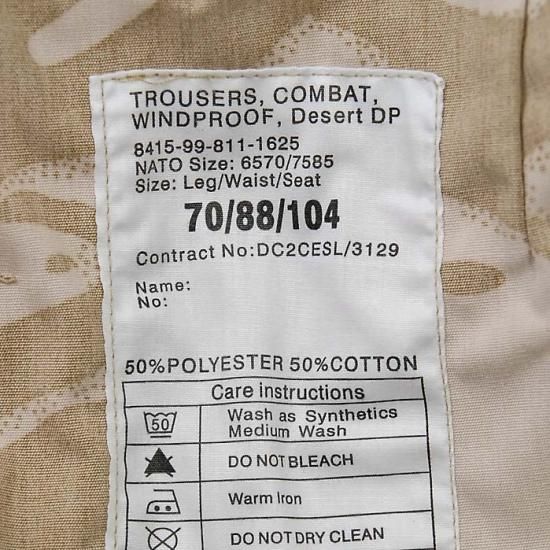 TROUSERS, COMBAT,
WINDPROOF, Desert DP
8415-99-811-1625
NATO Size: 6570/7585
Size: Leg/Waist/Seat
70/88/104
Contract No:DC2CESL/3129
Name:
No:
50%POLYESTER 50%COTTON
Care instructions
50 Wash as Synthetics
Medium Wash
DO NOT BLEACH
Warm Iron
DO NOT DRY CLEAN